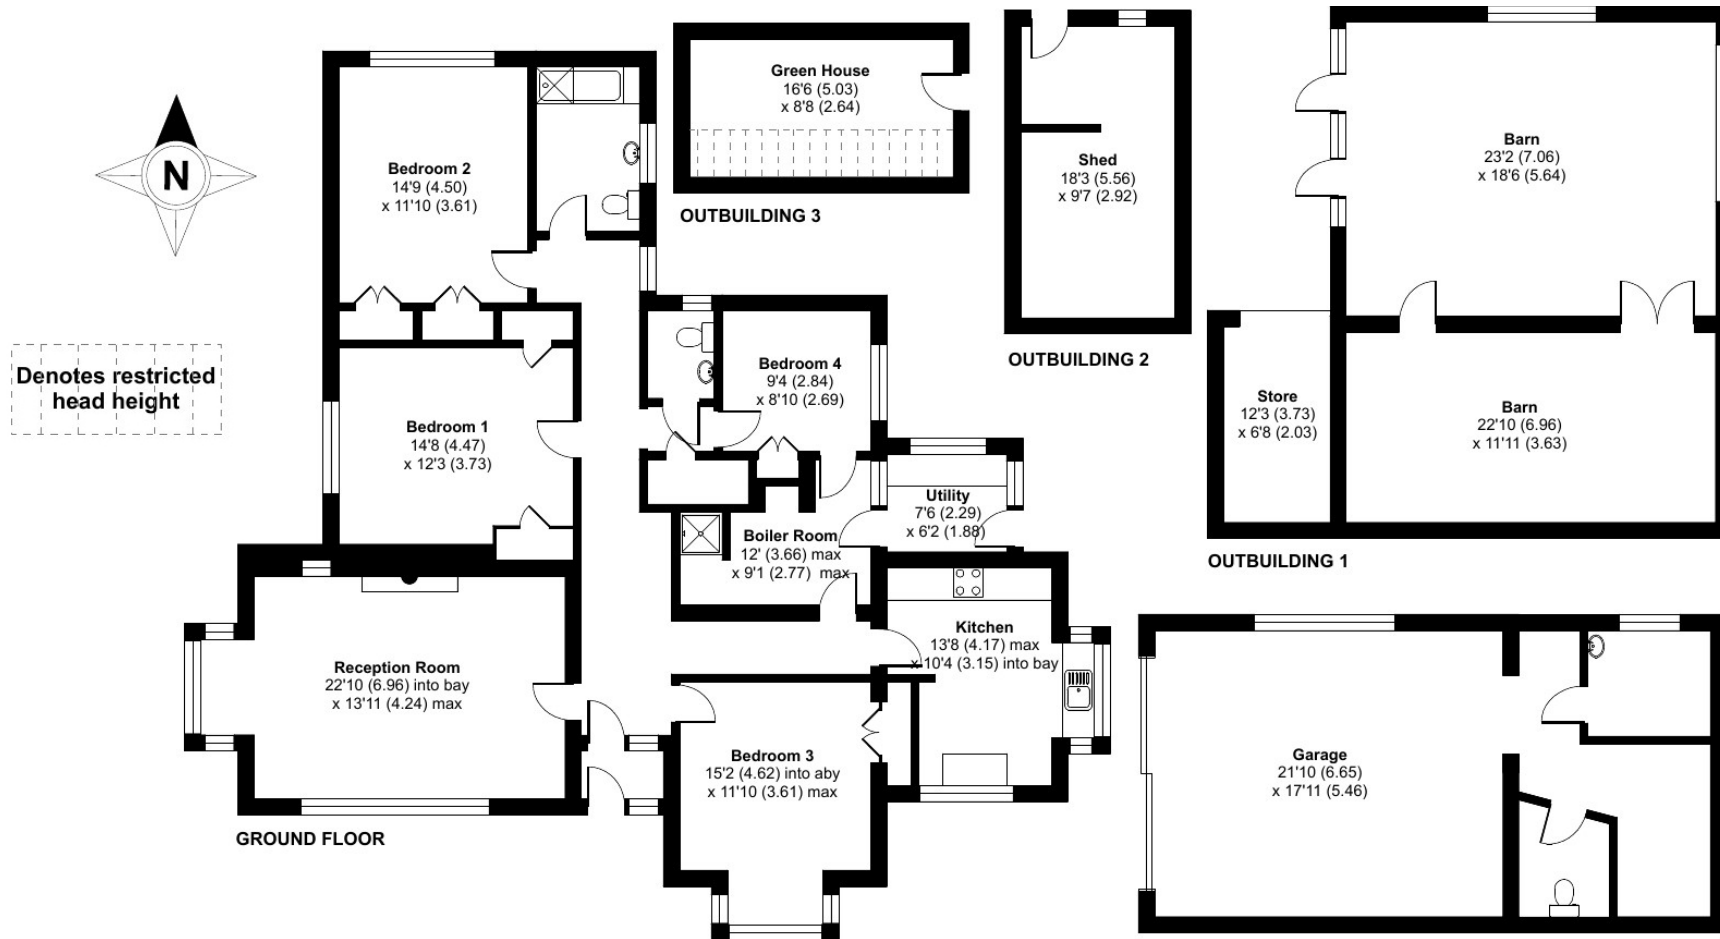 Green House
16'6 (5.03)
x 8'8 (2.64)
OUTBUILDING 3
Shed
18'3 (5.56)
x 9'7 (2.92)
OUTBUILDING 2
Barn
23'2 (7.06)
x 18'6 (5.64)
Store
12'3 (3.73)
x 6'8 (2.03)
Barn
22'10 (6.96)
x 11'11 (3.63)
OUTBUILDING 1
N
Denotes restricted
head height
Bedroom 2
14'9 (4.50)
x 11'10 (3.61)
Bedroom 1
14'8 (4.47)
x 12'3 (3.73)
Bedroom 4
9'4 (2.84)
x 8'10 (2.69)
Utility
7'6 (2.29)
x 6'2 (1.88)
Boiler Room
12' (3.66) max
x 9'1 (2.77) max
Kitchen
13'8 (4.17) max
x 10'4 (3.15) into bay
Reception Room
22'10 (6.96) into bay
x 13'11 (4.24) max
Bedroom 3
15'2 (4.62) into aby
x 11'10 (3.61) max
GROUND FLOOR
Garage
21'10 (6.65)
x 17'11 (5.46)